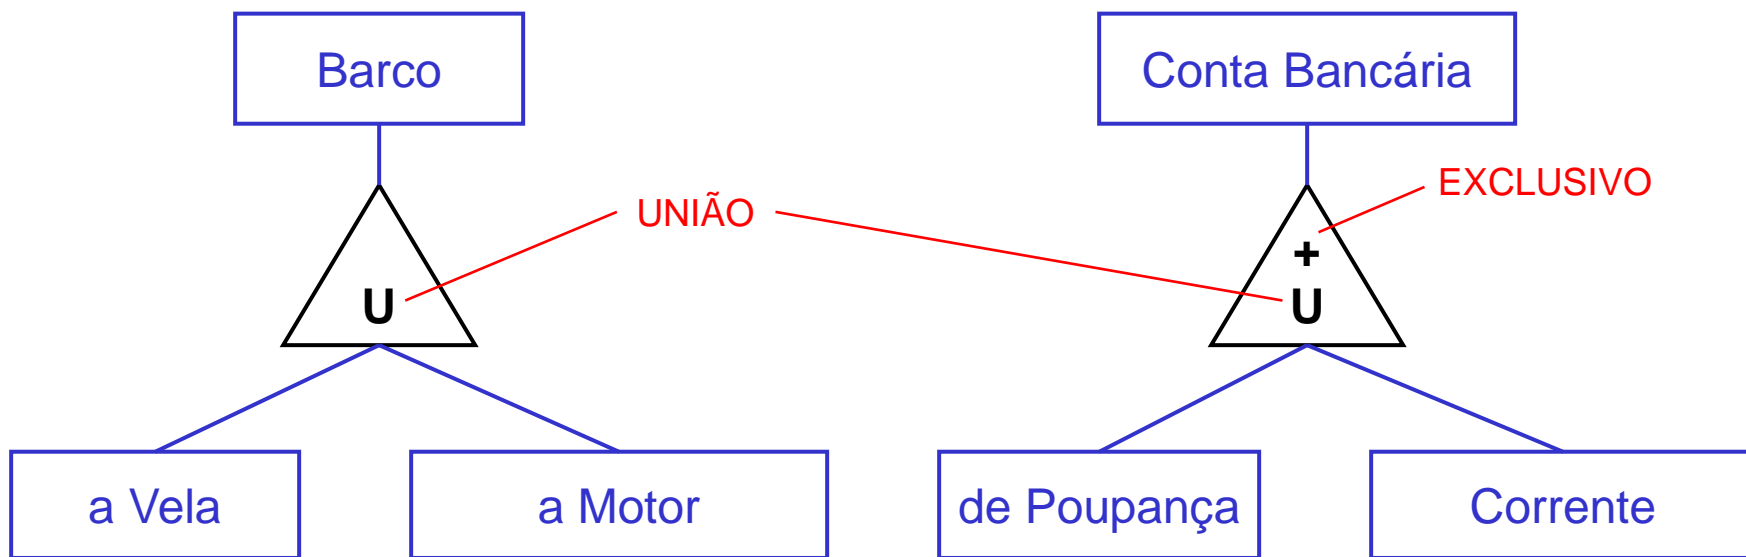 Barco
Conta Bancária
EXCLUSIVO
UNIÃO
+
U
U
a Vela
a Motor
de Poupança
Corrente